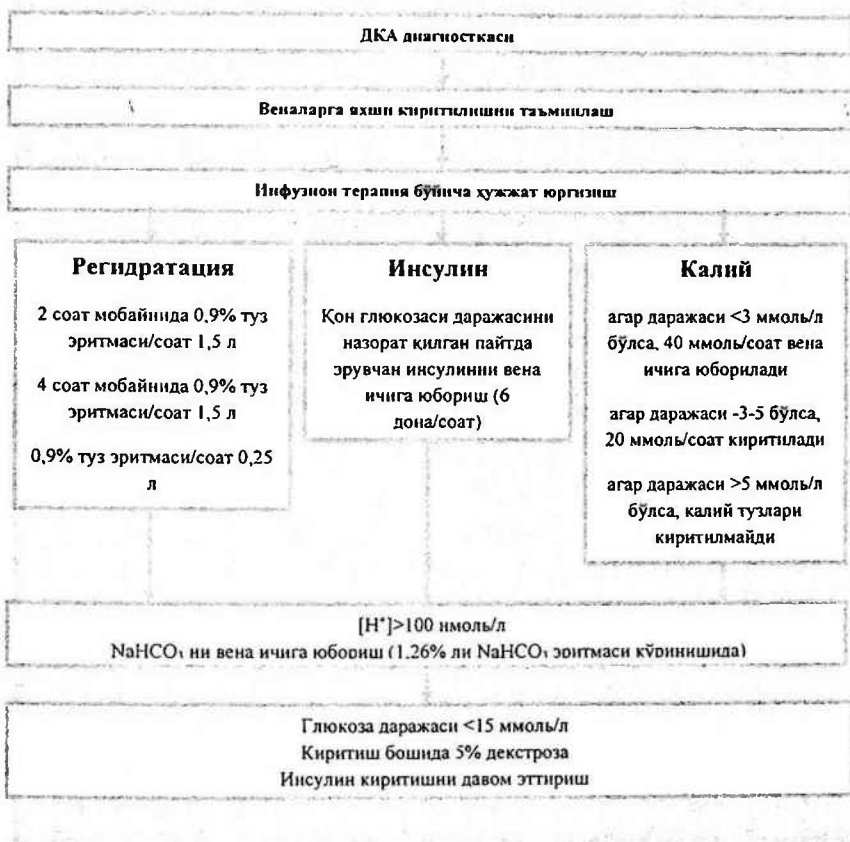 ДКА диагносткаси
Веналарга яхши киритилишни таъминлаш
Инфузион терапия бўйича ҳужжат юргизиш
Регидратация
2 соат мобайнида 0,9% туз
эритмаси/соат 1,5 л
4 соат мобайнида 0,9% туз
эритмаси/соат 1,5 л
0,9% туз эритмаси/соат 0,25
л
Инсулин
Қон глюкозаси даражасини
назорат қилган пайтда
эрувчан инсулинни вена
ичига юбориш (6
дона/соат)
Калий
агар даражаси <3 ммоль/л
бўлса, 40 ммоль/соат вена
ичига юборилади
агар даражаси -3-5 бўлса,
20 ммоль/соат киритилади
агар даражаси >5 ммоль/л
бўлса, калий тузлари
киритилмайди
[H⁺]>100 нмоль/л
NaHCO₃ ни вена ичига юбориш (1,26% ли NaHCO₃ эритмаси кўринишида)
Глюкоза даражаси <15 ммоль/л
Киритиш бошида 5% декстроза
Инсулин киритишни давом эттириш